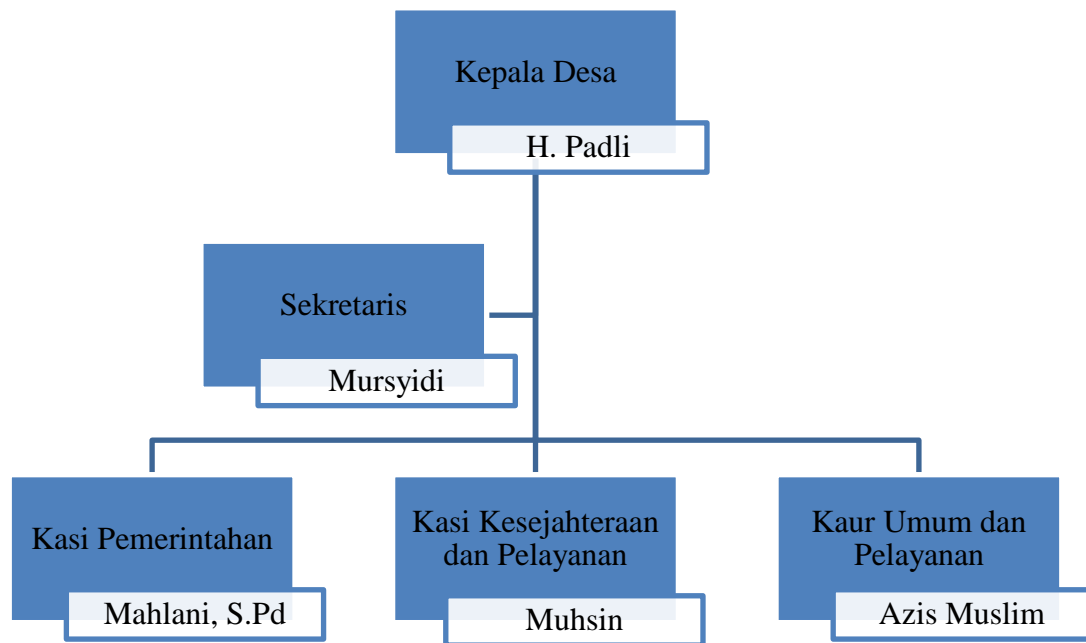 Kepala Desa
H. Padli
Sekretaris
Mursyidi
Kasi Pemerintahan
Mahlani, S.Pd
Kasi Kesejahteraan
dan Pelayanan
Muhsin
Kaur Umum dan
Pelayanan
Azis Muslim